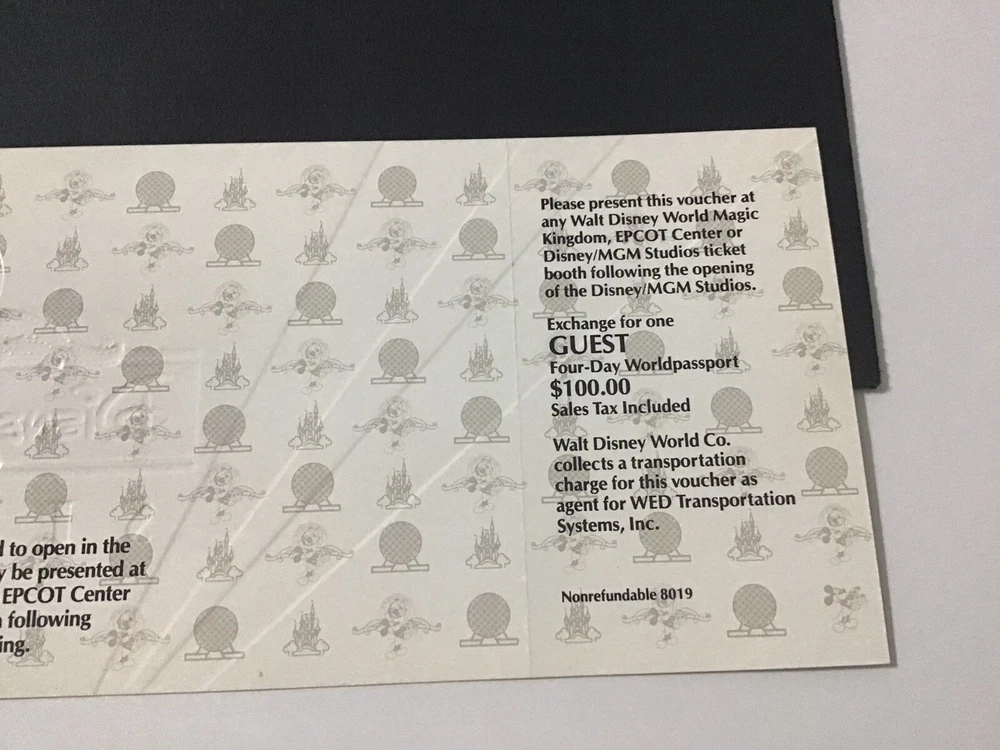 Please present this voucher at
any Walt Disney World Magic
Kingdom, EPCOT Center or
Disney/MGM Studios ticket
booth following the opening
of the Disney/MGM Studios.
Exchange for one
GUEST
Four-Day Worldpassport
$100.00
Sales Tax Included
Walt Disney World Co.
collects a transportation
charge for this voucher as
agent for WED Transportation
Systems, Inc.
Nonrefundable 8019
to open in the
be presented at
EPCOT Center
following